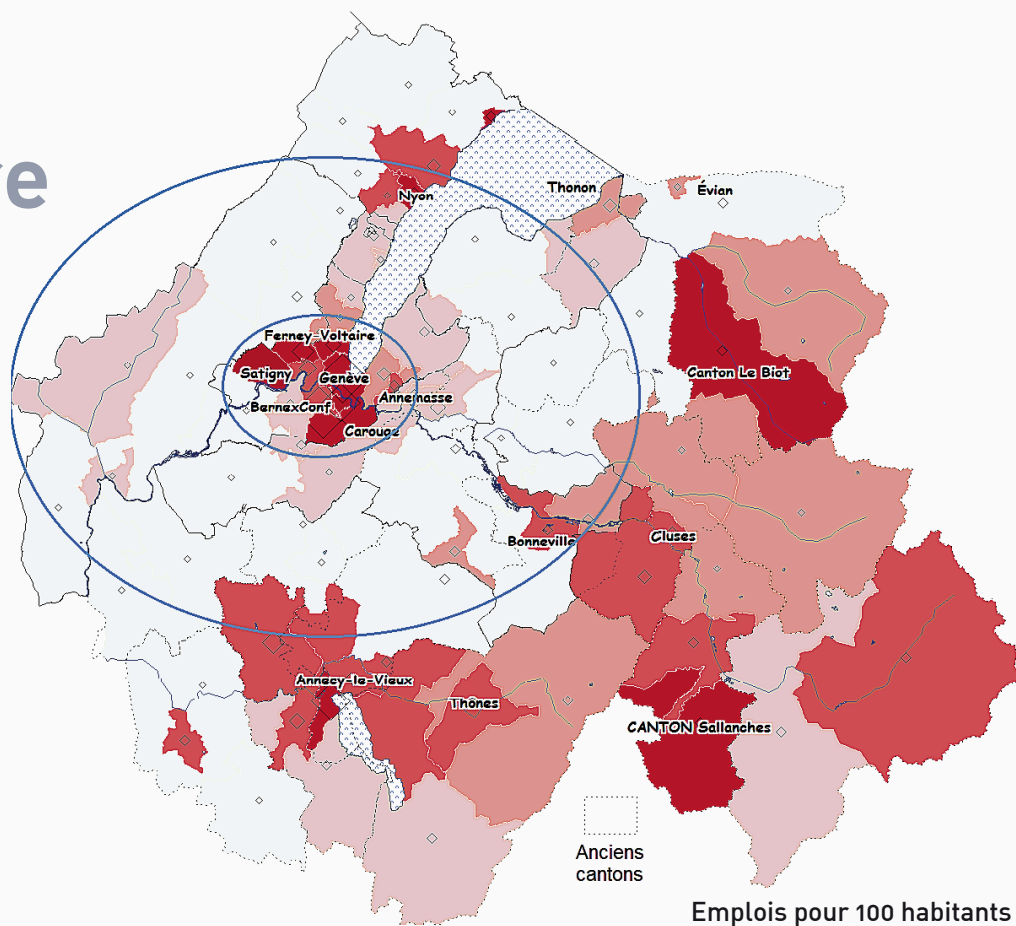 re
Thonon
Évian
Nyon
Ferney-Voltaire
Satigny
Genève
Canton Le Biot
Annemasse
BernexConf
Carouge
Bonneville
Cluses
Annecy-le-Vieux
Thônes
CANTON Sallanches
Anciens
cantons
Emplois pour 100 habitants